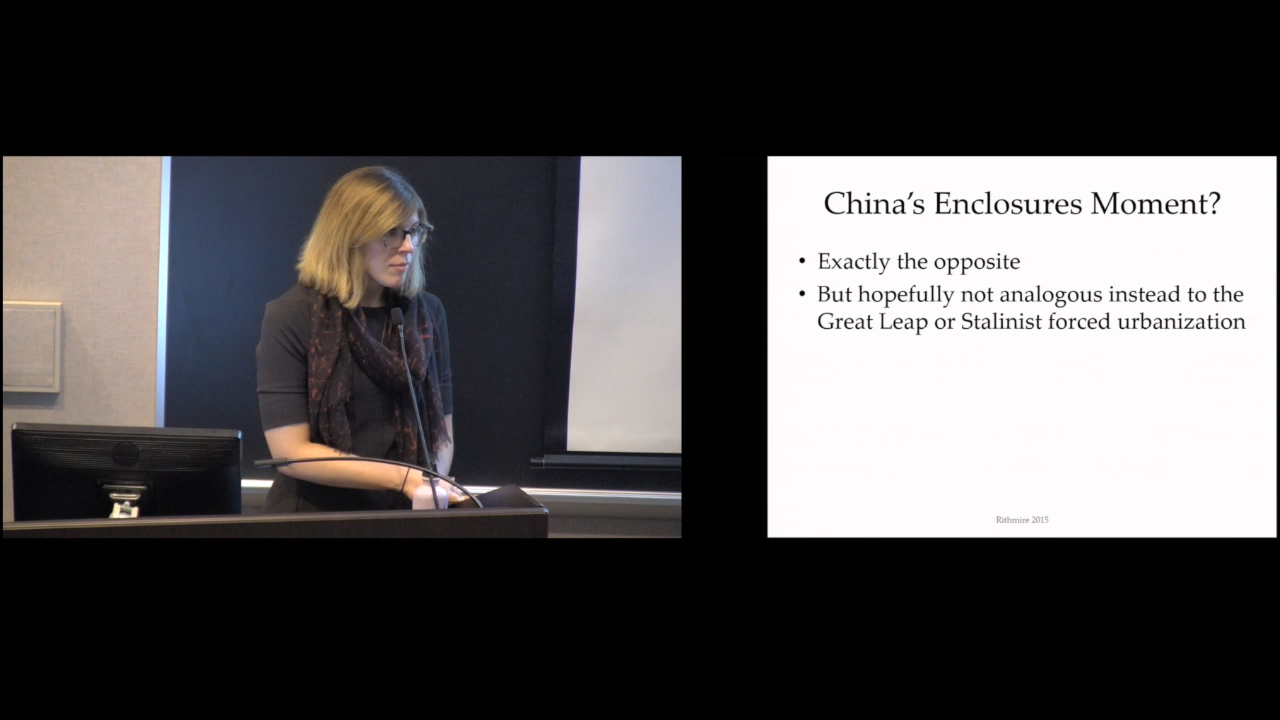 China's Enclosures Moment?
• Exactly the opposite
• But hopefully not analogous instead to the
Great Leap or Stalinist forced urbanization
Rithmire 2015